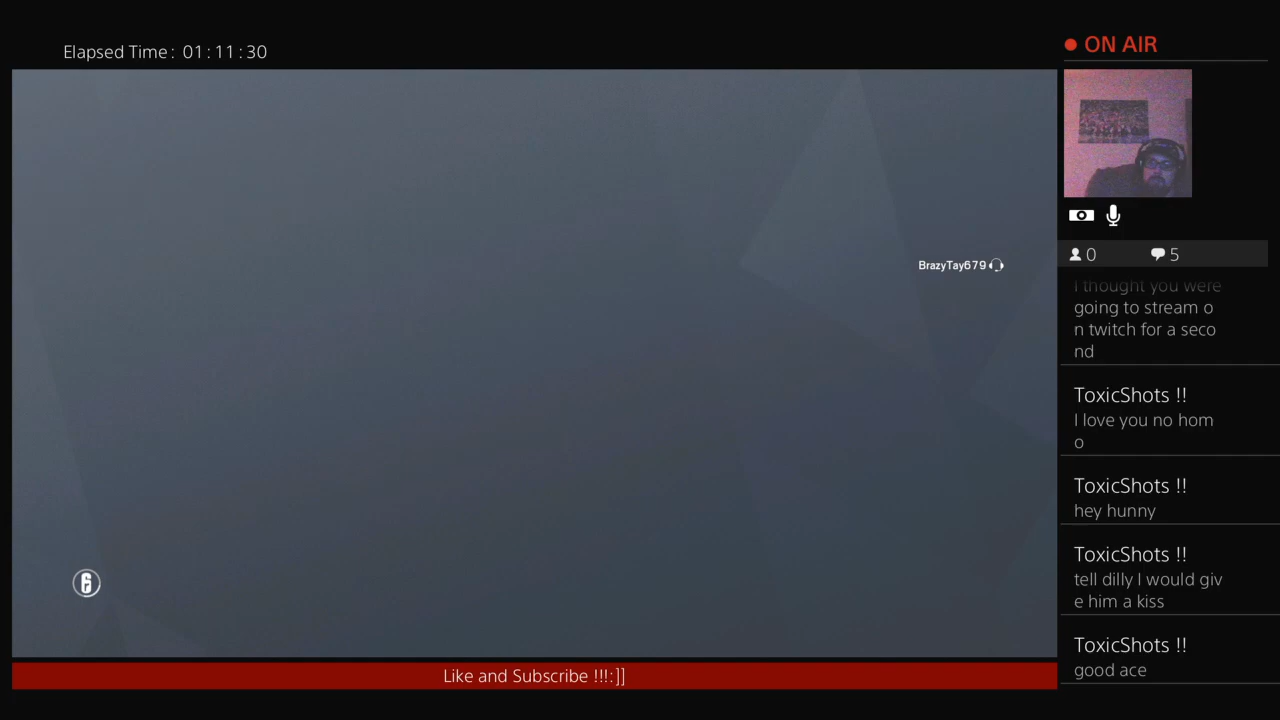 Elapsed Time: 01:11:30
ON AIR
BrazyTay679
0
5
I thought you were
going to stream o
n twitch for a seco
nd
ToxicShots !!
I love you no hom
o
ToxicShots !!
hey hunny
ToxicShots !!
tell dilly I would giv
e him a kiss
ToxicShots !!
good ace
6
Like and Subscribe !!!:]]